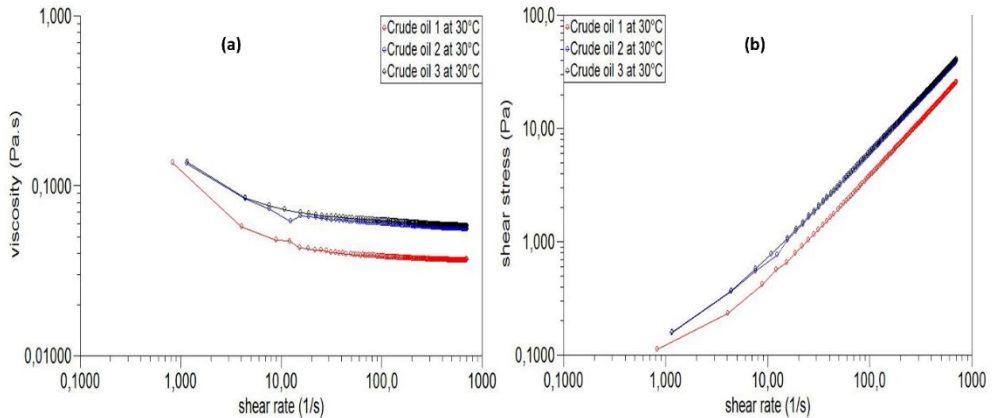 (a)
Crude oil 1 at 30°C
Crude oil 2 at 30°C
Crude oil 3 at 30°C
viscosity (Pa.s)
1,000
0,1000
0,01000
0,1000 1,000 10,00 100,0 1000
shear rate (1/s)
(b)
Crude oil 1 at 30°C
Crude oil 2 at 30°C
Crude oil 3 at 30°C
shear stress (Pa)
100,0
10,00
1,000
0,1000
0,1000 1,000 10,00 100,0 1000
shear rate (1/s)